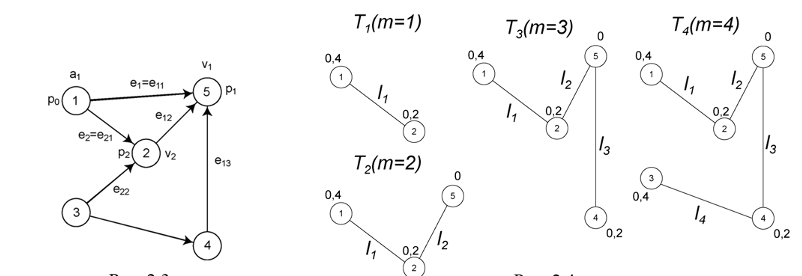 a₁
p₀
1
e₁=e₁₁
v₁
5
p₁
e₂=e₂₁
p₂
2
v₂
e₁₂
e₁₃
e₂₂
3
4
T₁(m=1)
0,4
1
l₁
0,2
2
T₂(m=2)
0,4
1
l₁
0,2
2
l₂
0
5
T₃(m=3)
0,4
1
l₁
0,2
2
l₂
0
5
l₃
4
0,2
T₄(m=4)
0,4
1
l₁
0,2
2
l₂
0
5
l₃
3
0,4
l₄
4
0,2